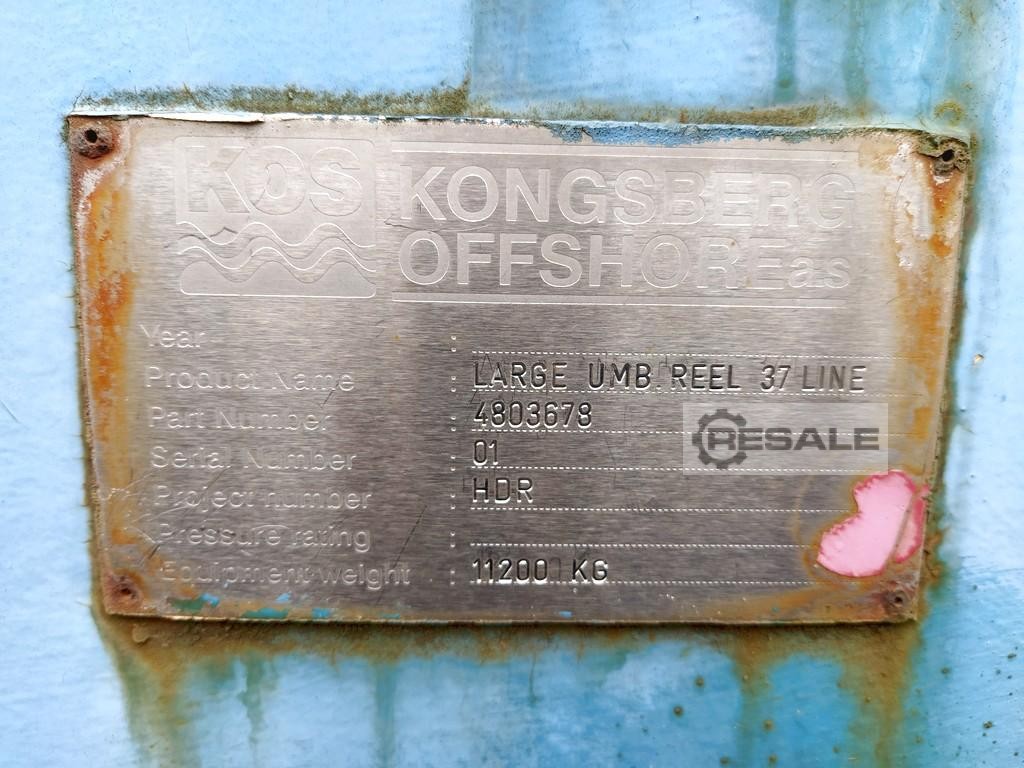 KOS
KONGSBERG
OFFSHORE a.s
Year :
Product Name : LARGE UMB. REEL 37 LINE
Part Number : 4803678
Serial Number : 01
Project number : HDR
Pressure rating :
Equipment weight : 11200 KG
RESALE